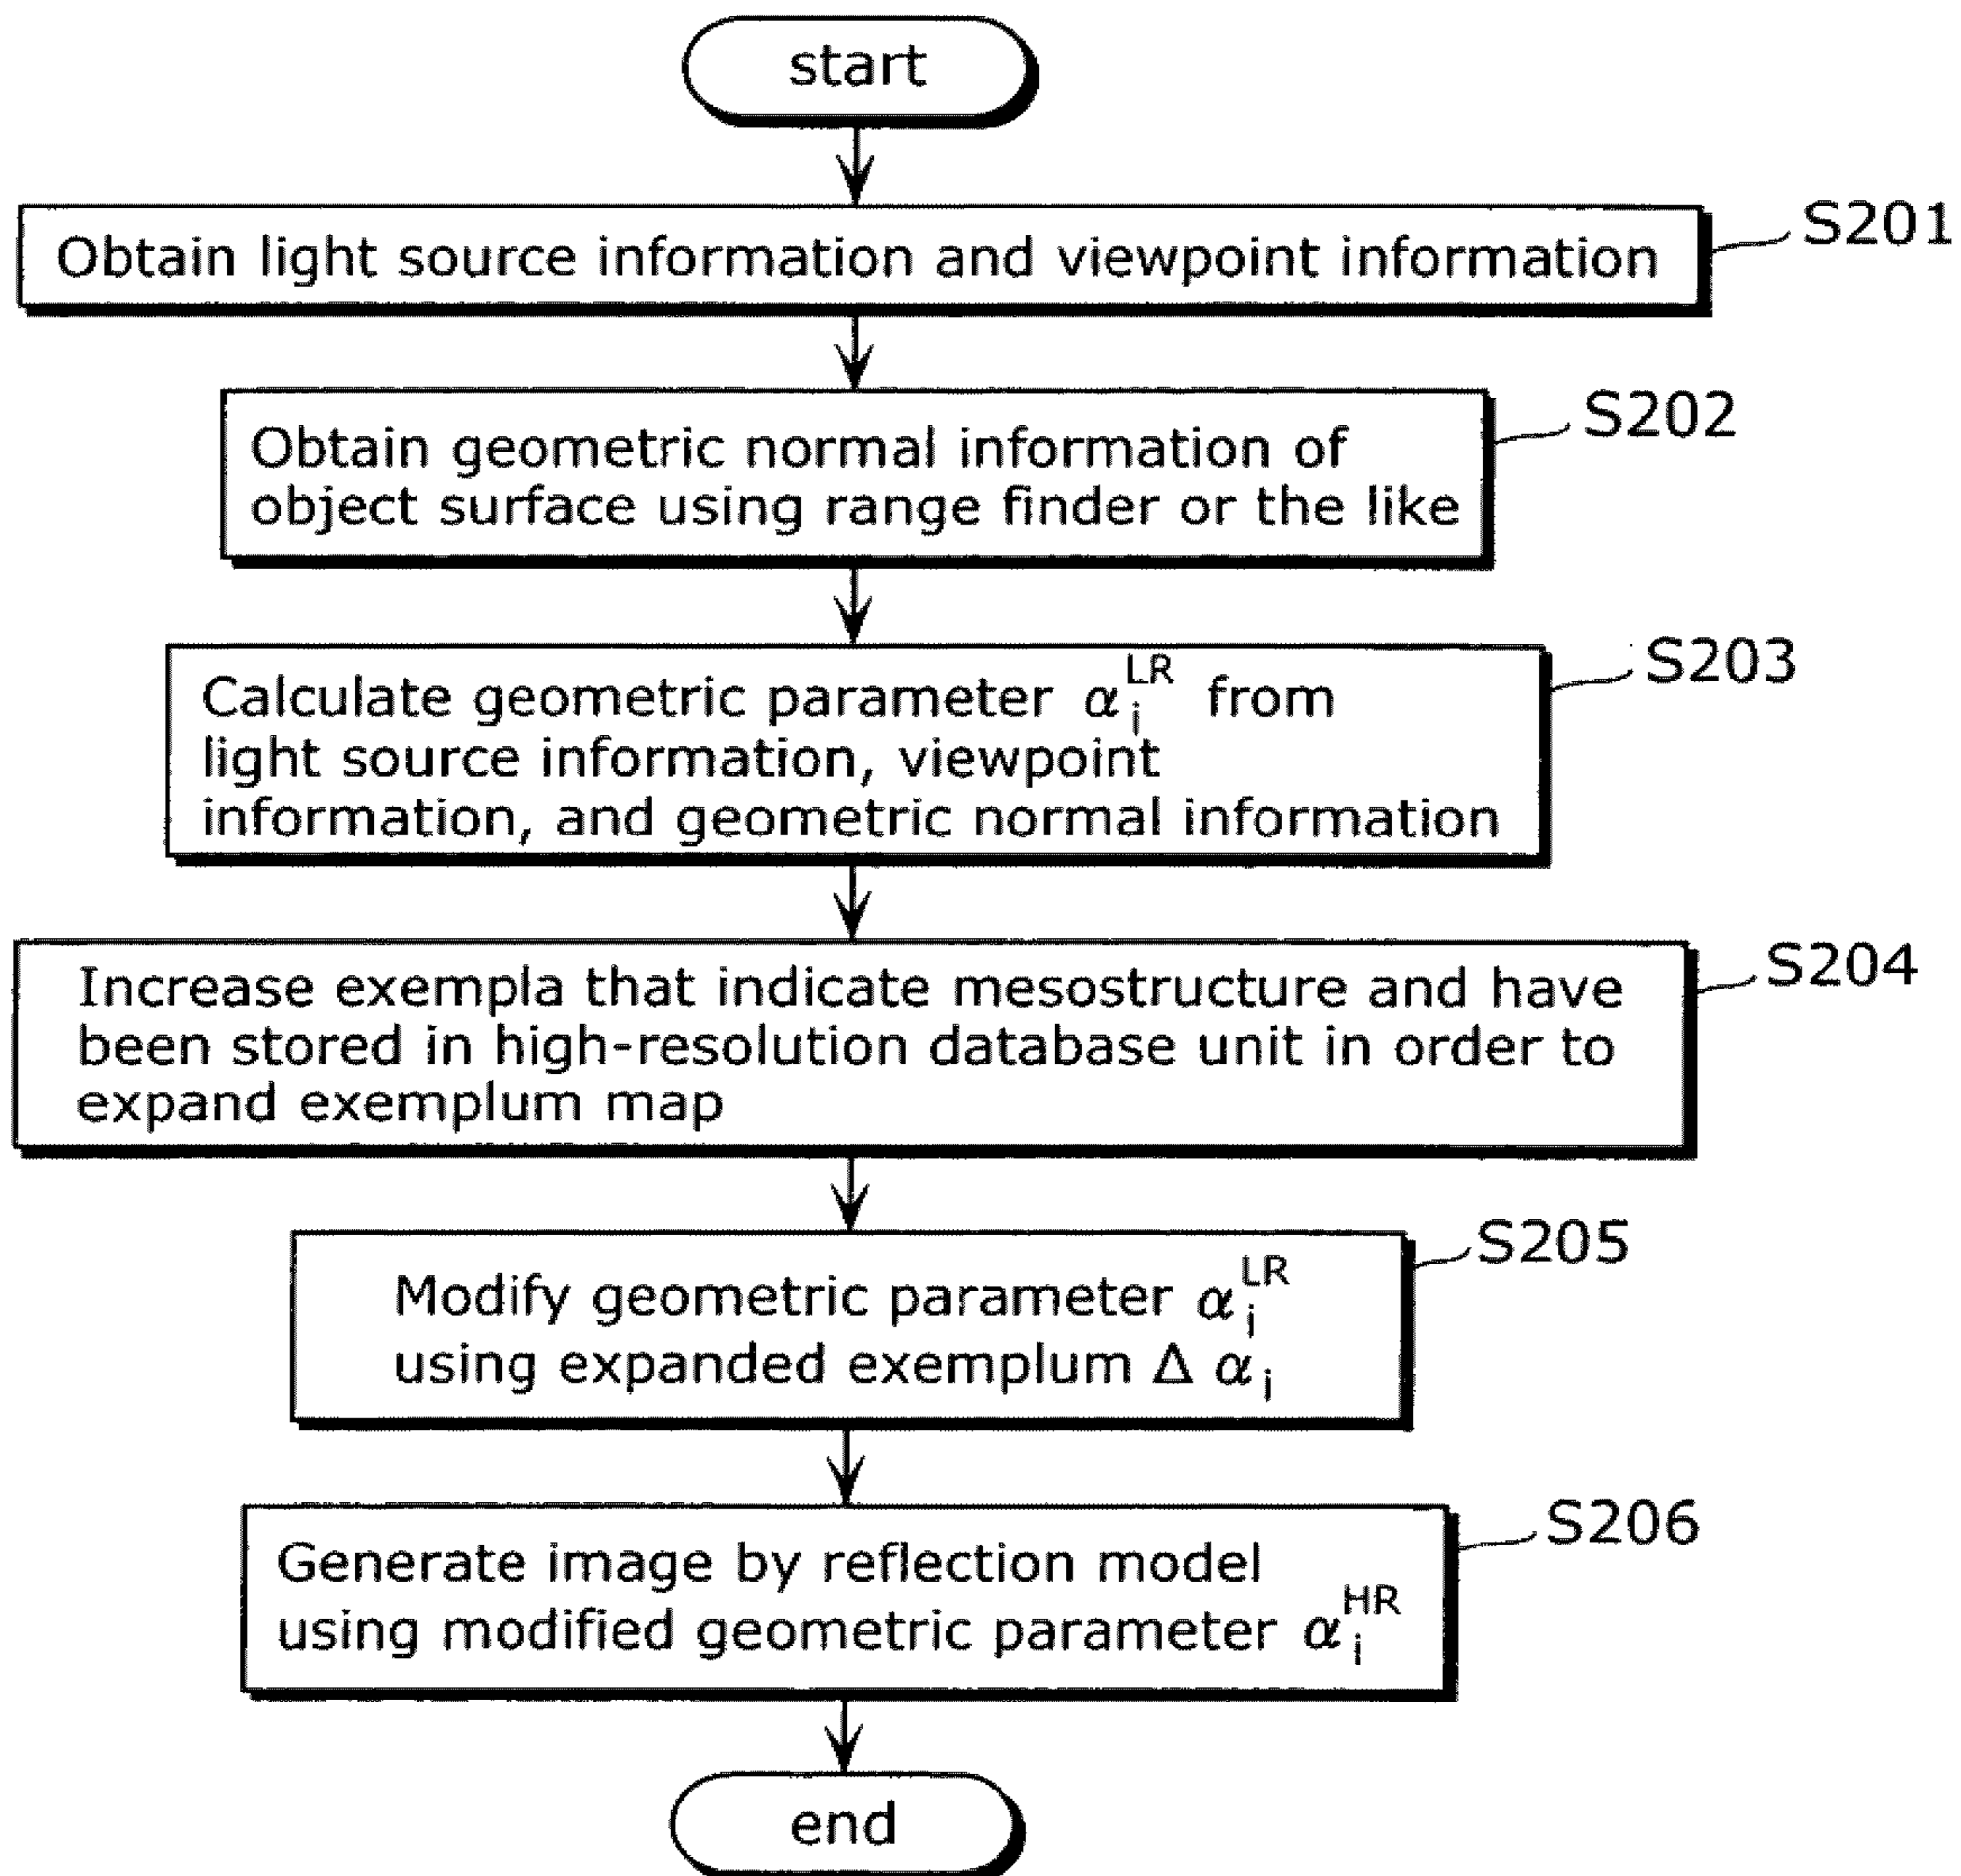 start
S201
Obtain light source information and viewpoint information
S202
Obtain geometric normal information of
object surface using range finder or the like
S203
Calculate geometric parameter α_i^LR from
light source information, viewpoint
information, and geometric normal information
S204
Increase exempla that indicate mesostructure and have
been stored in high-resolution database unit in order to
expand exemplum map
S205
Modify geometric parameter α_i^LR
using expanded exemplum Δ α_i
S206
Generate image by reflection model
using modified geometric parameter α_i^HR
end